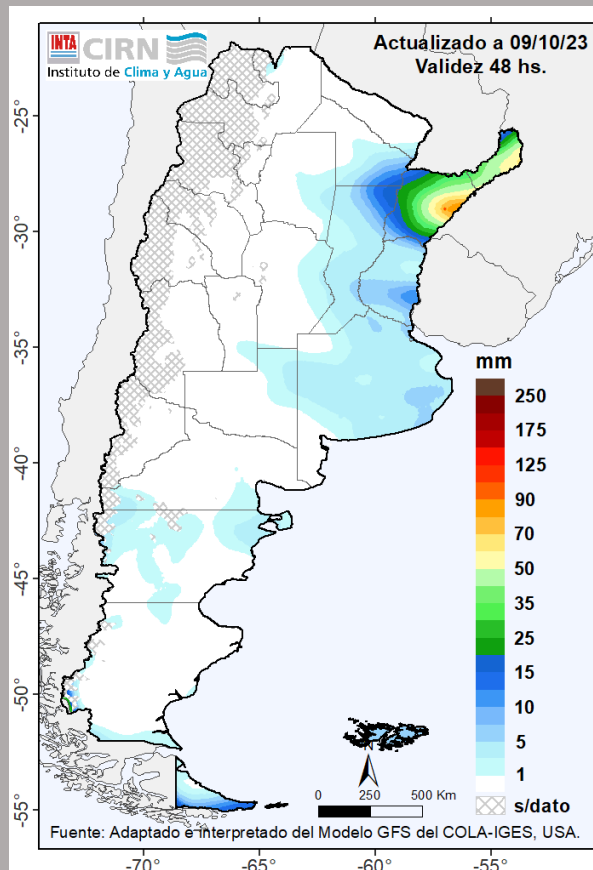 INTA CIRN
Instituto de Clima y Agua
Actualizado a 09/10/23
Validez 48 hs.
-25°
-30°
-35°
-40°
-45°
-50°
-55°
mm
250
175
125
90
70
50
35
25
15
10
5
1
s/dato
N
0 250 500 Km
Fuente: Adaptado e interpretado del Modelo GFS del COLA-IGES, USA.
-70° -65° -60° -55°